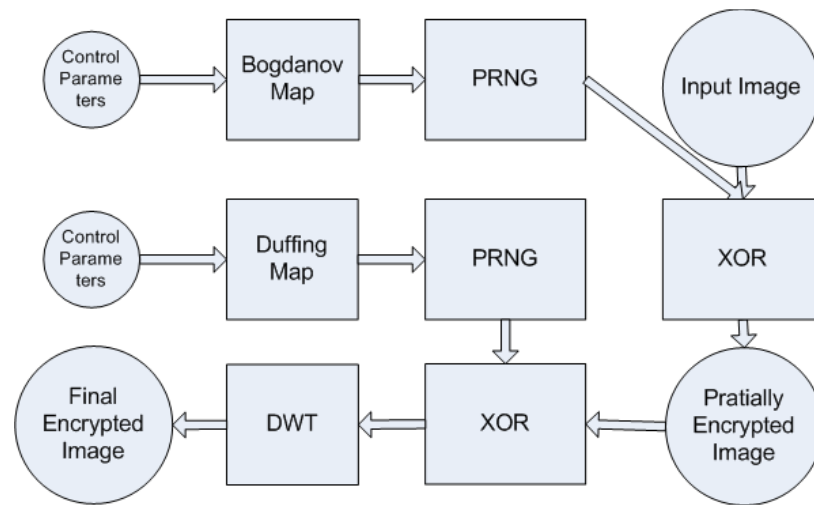 Control
Parame
ters
Bogdanov
Map
PRNG
Input Image
Control
Parame
ters
Duffing
Map
PRNG
XOR
Final
Encrypted
Image
DWT
XOR
Pratially
Encrypted
Image